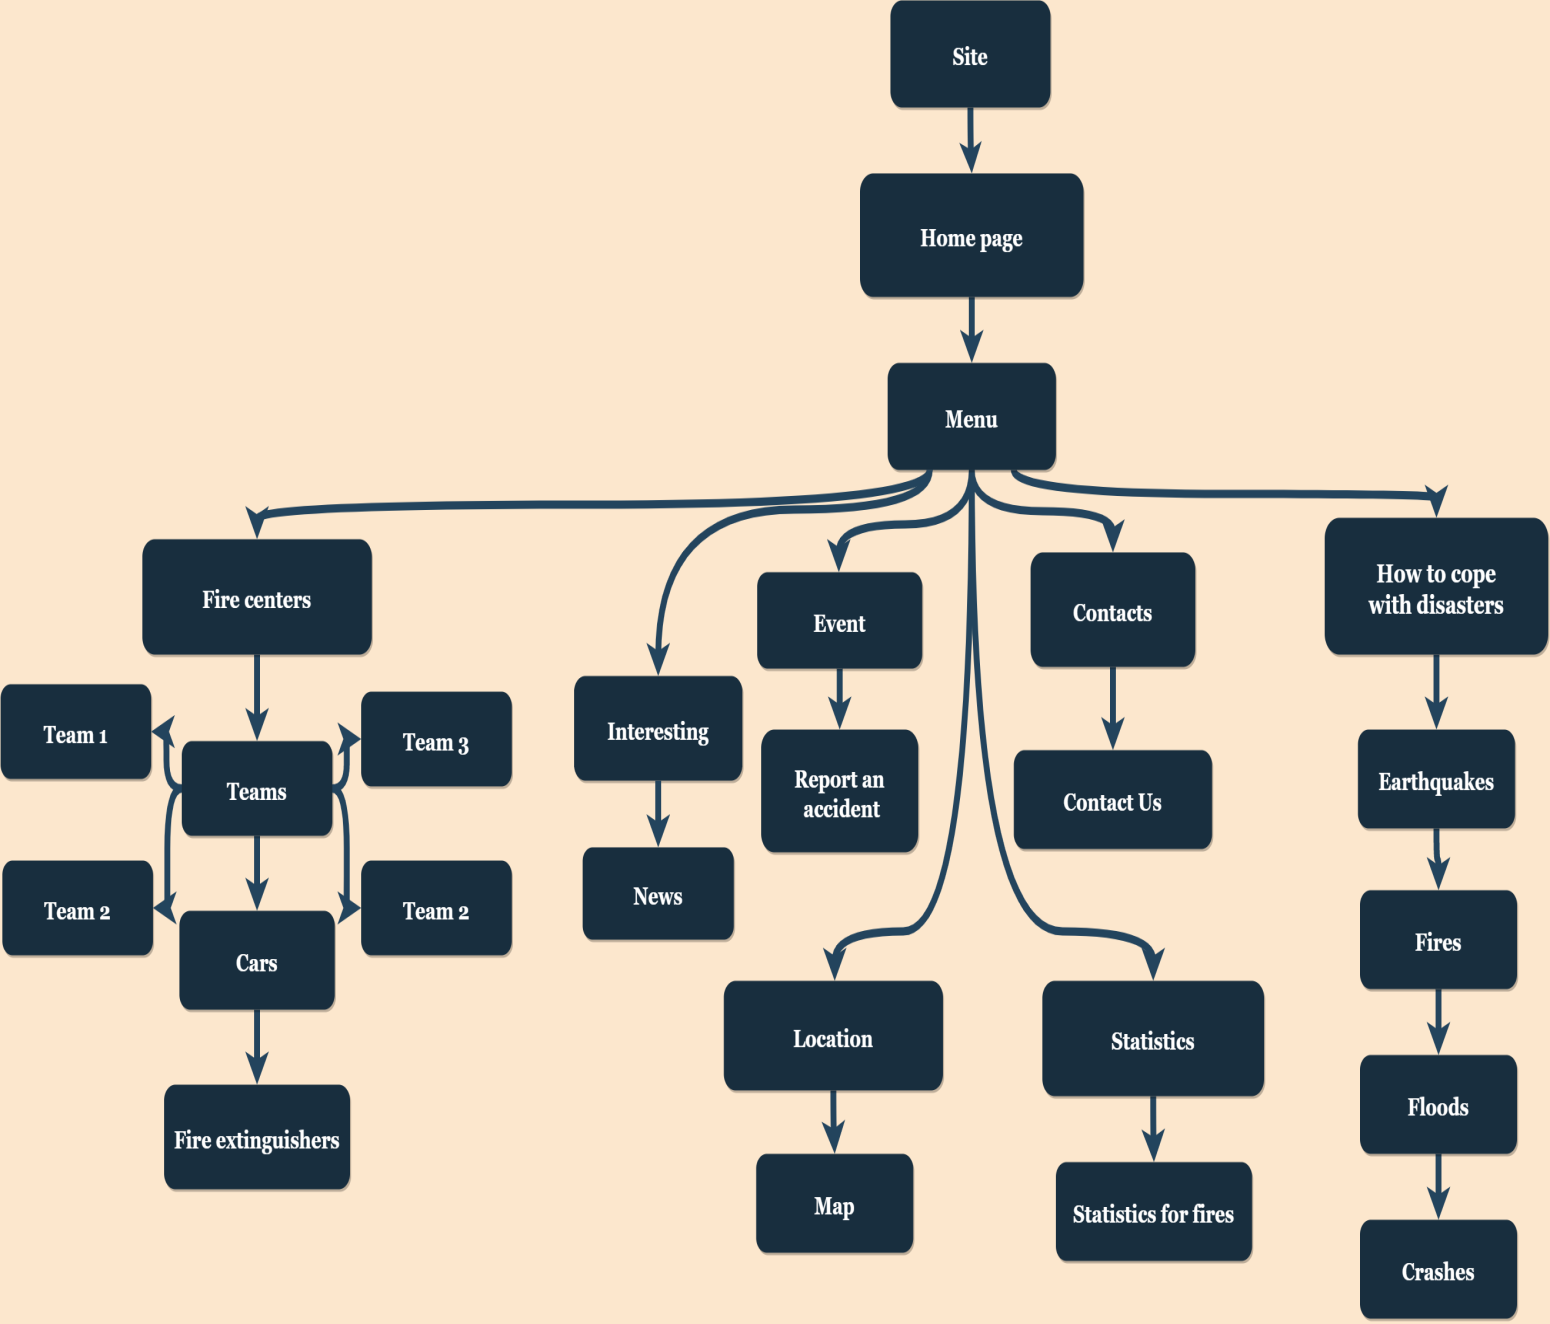 Site
Home page
Menu
Fire centers
Team 1
Team 3
Teams
Team 2
Team 2
Cars
Fire extinguishers
Interesting
News
Event
Report an
accident
Contacts
Contact Us
Location
Map
Statistics
Statistics for fires
How to cope
with disasters
Earthquakes
Fires
Floods
Crashes